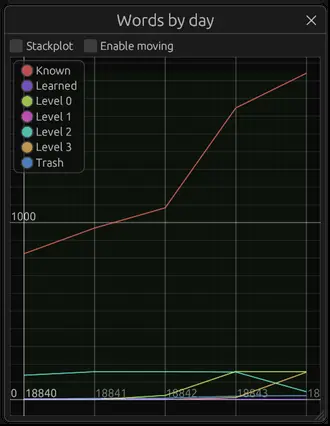 Words by day
Stackplot
Enable moving
Known
Learned
Level 0
Level 1
Level 2
Level 3
Trash
1000
0
18840
18841
18842
18843
18